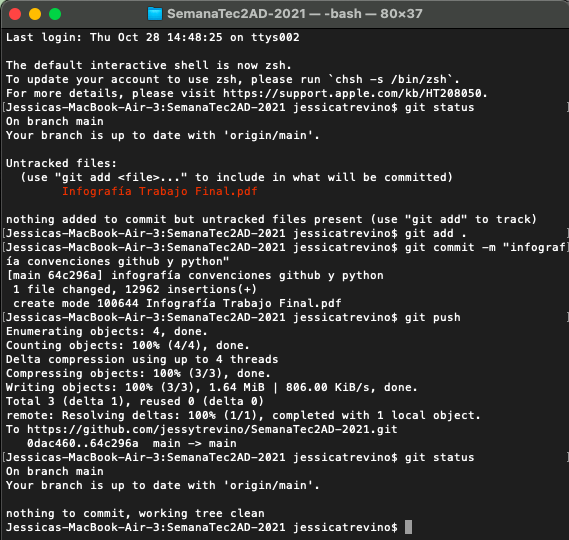 SemanaTec2AD-2021 — -bash — 80×37
Last login: Thu Oct 28 14:48:25 on ttys002
The default interactive shell is now zsh.
To update your account to use zsh, please run `chsh -s /bin/zsh`.
For more details, please visit https://support.apple.com/kb/HT208050.
[Jessicas-MacBook-Air-3:SemanaTec2AD-2021 jessicatrevino$ git status ]
On branch main
Your branch is up to date with 'origin/main'.
Untracked files:
(use "git add <file>..." to include in what will be committed)
Infografía Trabajo Final.pdf
nothing added to commit but untracked files present (use "git add" to track)
[Jessicas-MacBook-Air-3:SemanaTec2AD-2021 jessicatrevino$ git add . ]
[Jessicas-MacBook-Air-3:SemanaTec2AD-2021 jessicatrevino$ git commit -m "infograf]
ía convenciones github y python"
[main 64c296a] infografía convenciones github y python
1 file changed, 12962 insertions(+)
create mode 100644 Infografía Trabajo Final.pdf
[Jessicas-MacBook-Air-3:SemanaTec2AD-2021 jessicatrevino$ git push ]
Enumerating objects: 4, done.
Counting objects: 100% (4/4), done.
Delta compression using up to 4 threads
Compressing objects: 100% (3/3), done.
Writing objects: 100% (3/3), 1.64 MiB | 806.00 KiB/s, done.
Total 3 (delta 1), reused 0 (delta 0)
remote: Resolving deltas: 100% (1/1), completed with 1 local object.
To https://github.com/jessytrevino/SemanaTec2AD-2021.git
0dac460..64c296a  main -> main
[Jessicas-MacBook-Air-3:SemanaTec2AD-2021 jessicatrevino$ git status ]
On branch main
Your branch is up to date with 'origin/main'.
nothing to commit, working tree clean
Jessicas-MacBook-Air-3:SemanaTec2AD-2021 jessicatrevino$